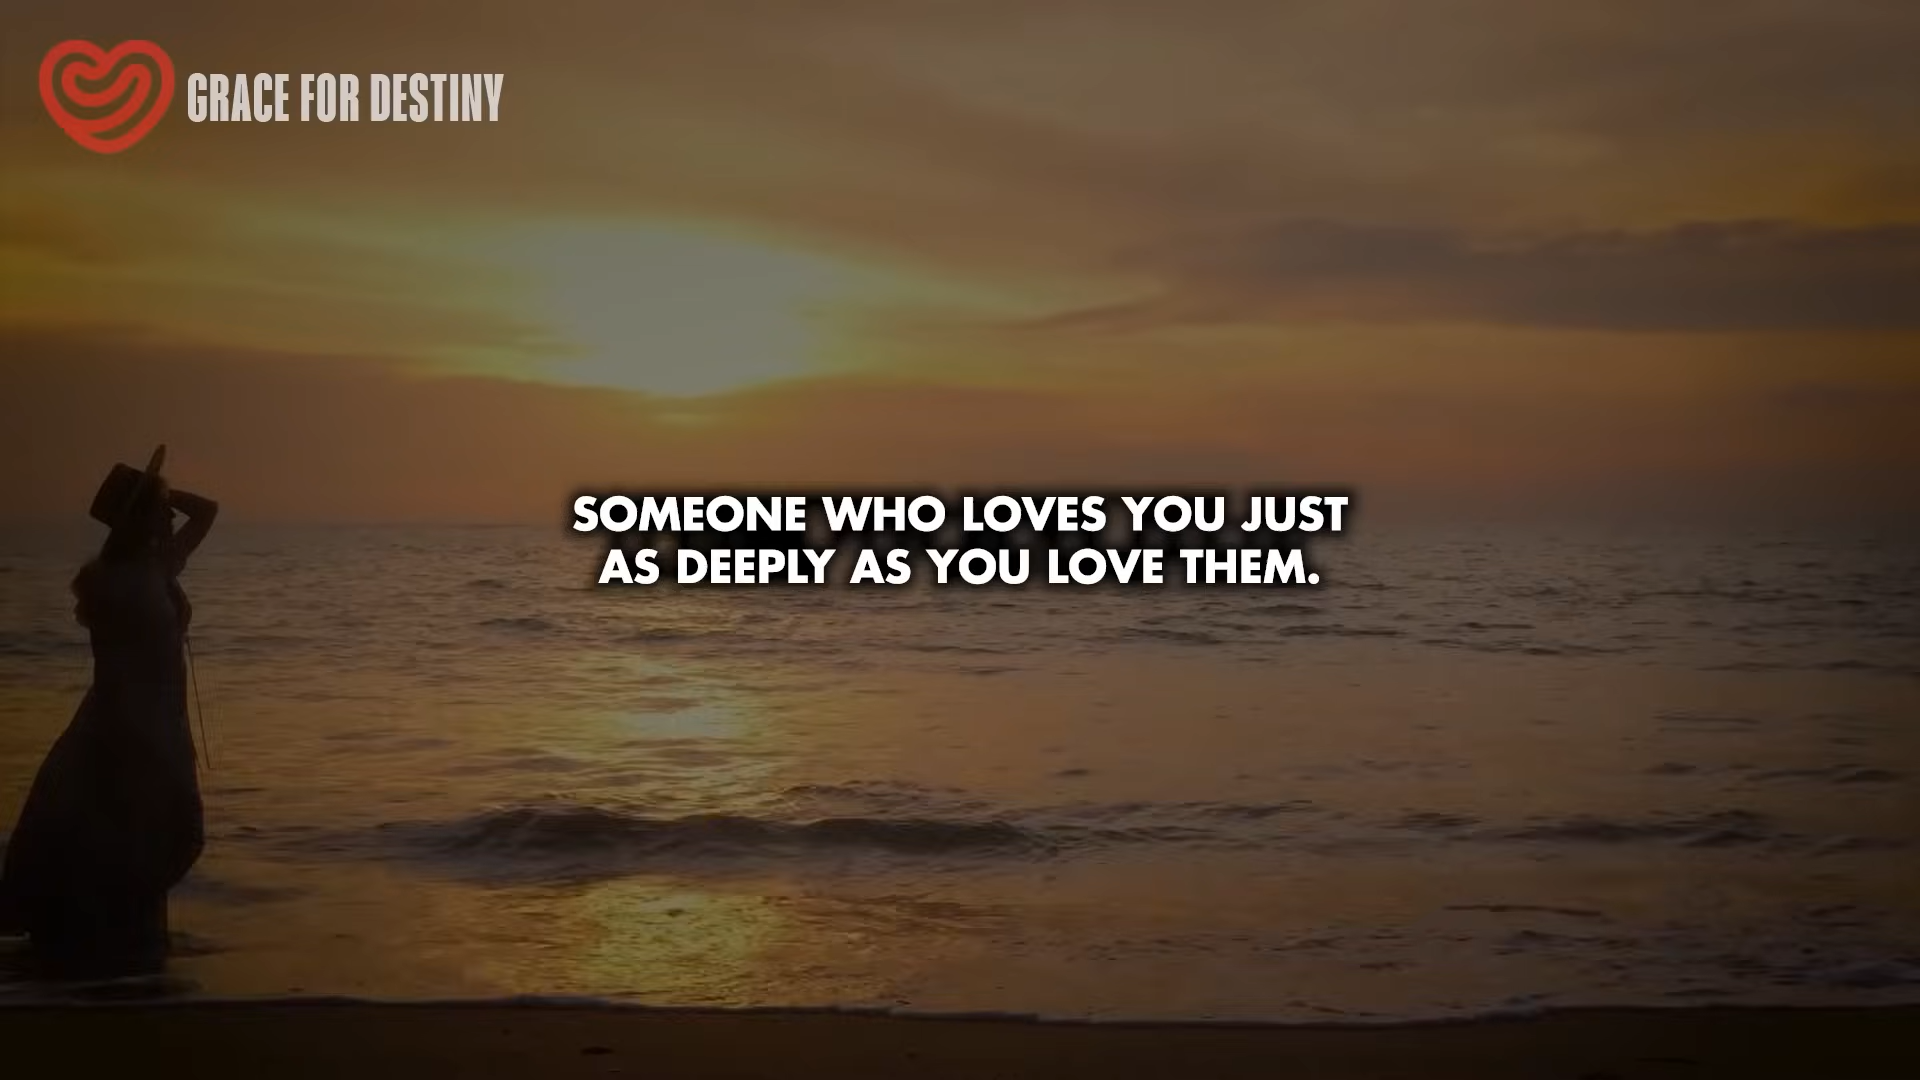 GRACE FOR DESTINY
SOMEONE WHO LOVES YOU JUST
AS DEEPLY AS YOU LOVE THEM.